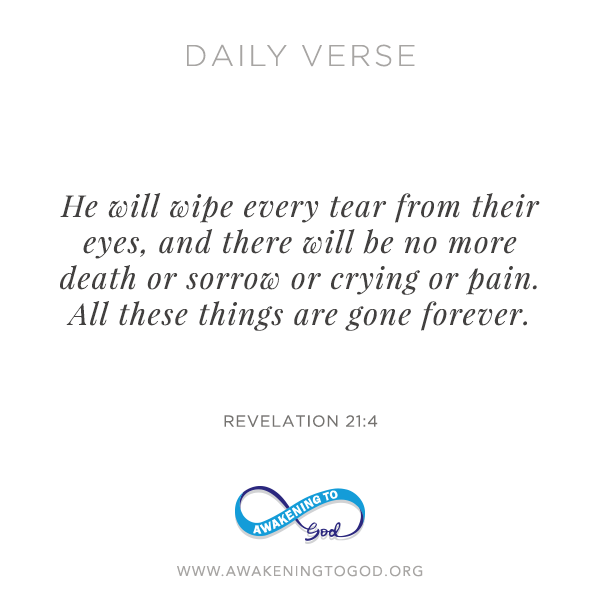 DAILY VERSE
He will wipe every tear from their
eyes, and there will be no more
death or sorrow or crying or pain.
All these things are gone forever.
REVELATION 21:4
AWAKENING TO
God
WWW.AWAKENINGTOGOD.ORG